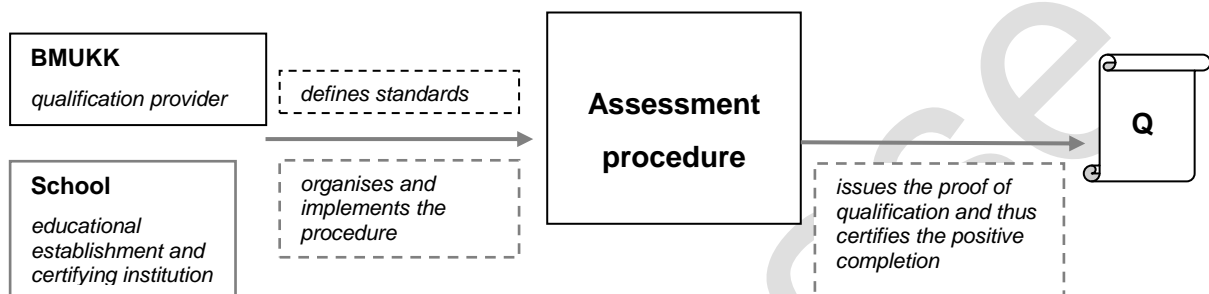 BMUKK
qualification provider
defines standards
School
educational
establishment and
certifying institution
organises and
implements the
procedure
Assessment
procedure
issues the proof of
qualification and thus
certifies the positive
completion
Q